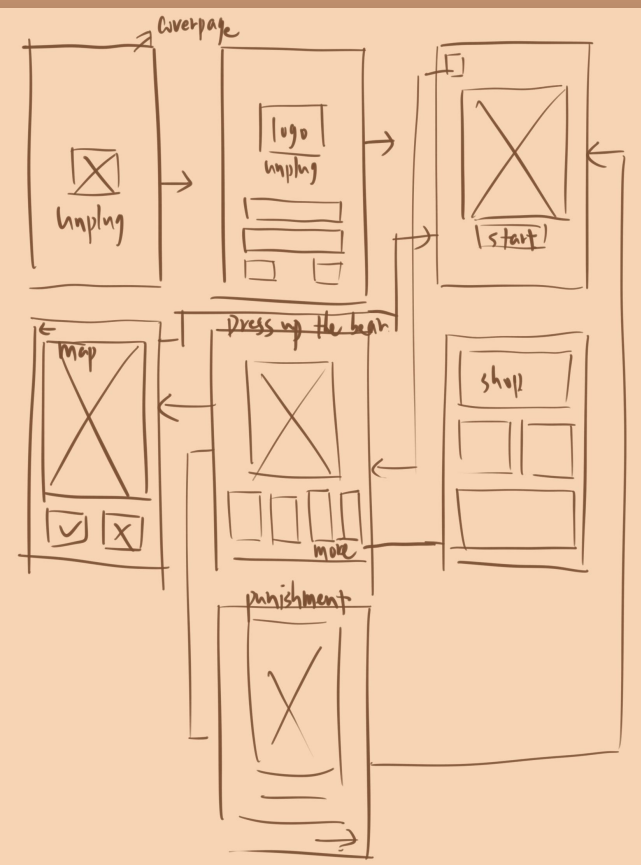 Coverpage
unplug
logo
unplug
start
map
Dress up the bear
more
shop
punishment